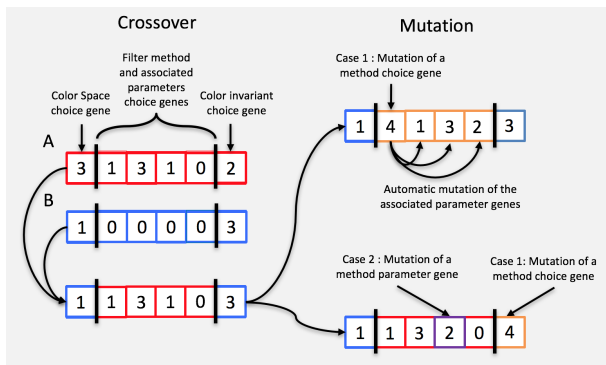 Crossover
Filter method
and associated
parameters
choice genes
Color Space
choice gene
Color invariant
choice gene
A
3 1 3 1 0 2
B
1 0 0 0 0 3
1 1 3 1 0 3
Mutation
Case 1 : Mutation of a
method choice gene
1 4 1 3 2 3
Automatic mutation of the
associated parameter genes
Case 2 : Mutation of a
method parameter gene
Case 1: Mutation of a
method choice gene
1 1 3 2 0 4